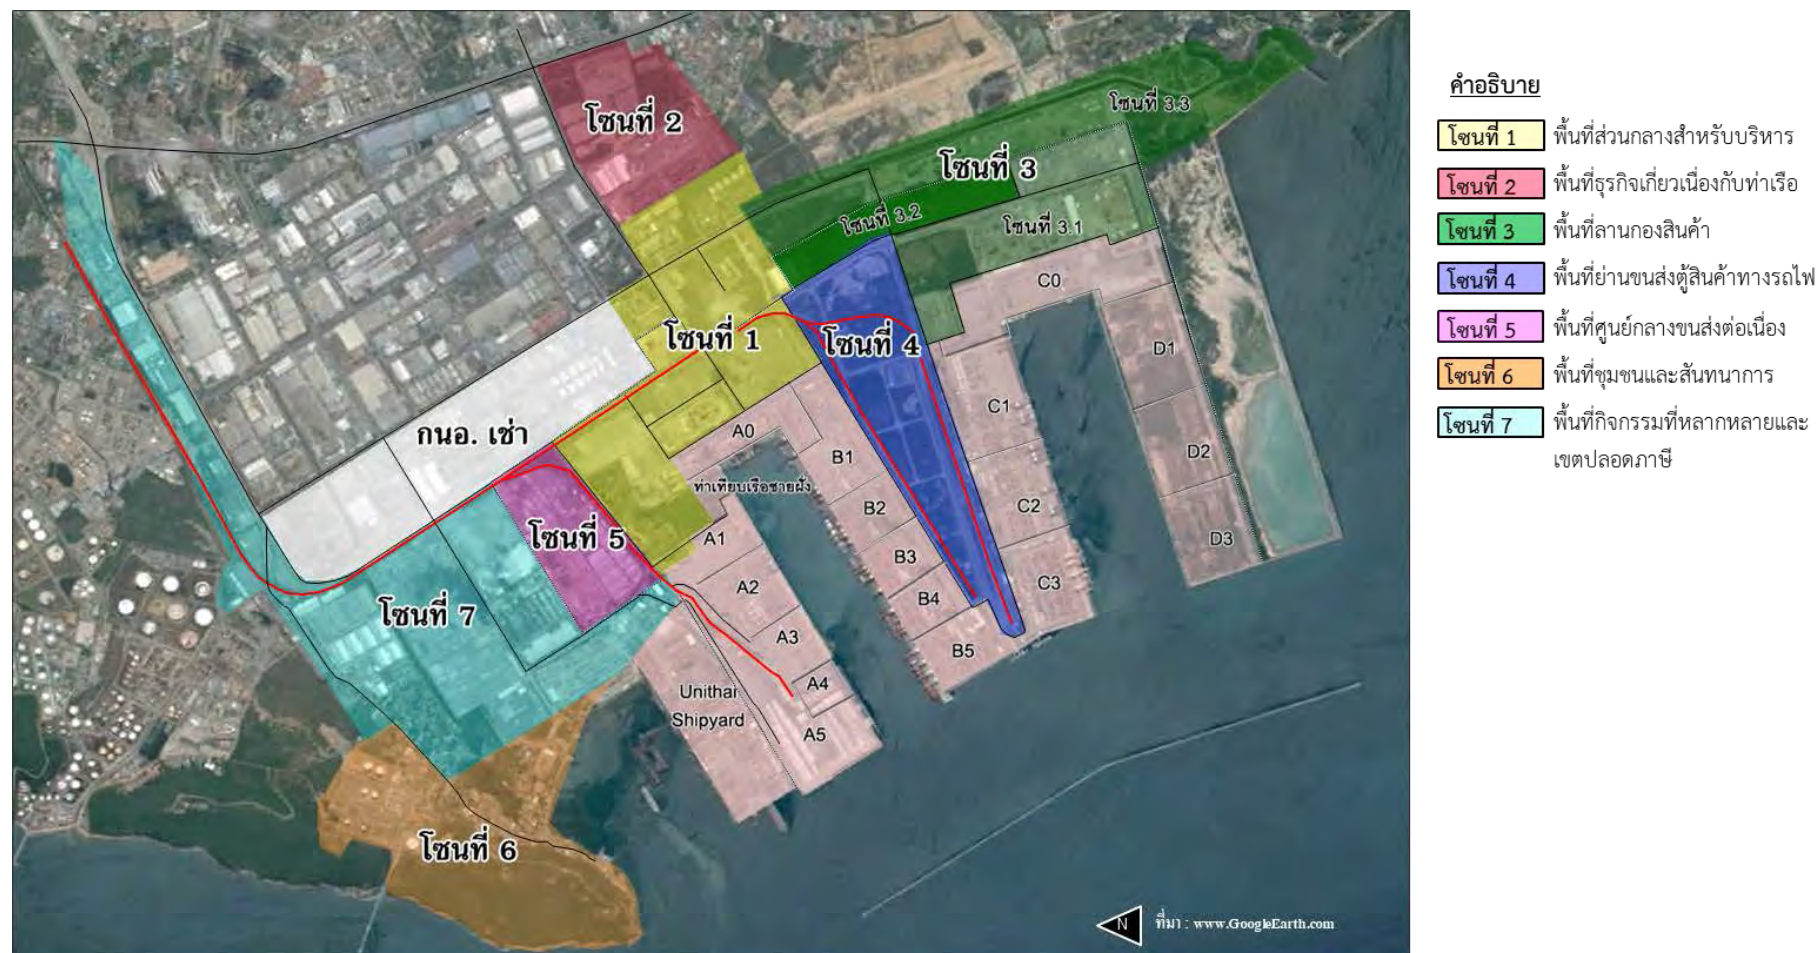 โซนที่ 2
โซนที่ 3.3
โซนที่ 3
โซนที่ 3.2
โซนที่ 3.1
C0
โซนที่ 1
โซนที่ 4
D1
กนอ. เช่า
A0
C1
B1
D2
ท่าเทียบเรือชายฝั่ง
B2
C2
โซนที่ 5
A1
D3
B3
A2
C3
B4
โซนที่ 7
A3
B5
A4
Unithai
Shipyard
A5
โซนที่ 6
N
ที่มา : www.GoogleEarth.com
คำอธิบาย
โซนที่ 1 พื้นที่ส่วนกลางสำหรับบริหาร
โซนที่ 2 พื้นที่ธุรกิจเกี่ยวเนื่องกับท่าเรือ
โซนที่ 3 พื้นที่ลานกองสินค้า
โซนที่ 4 พื้นที่ย่านขนส่งตู้สินค้าทางรถไฟ
โซนที่ 5 พื้นที่ศูนย์กลางขนส่งต่อเนื่อง
โซนที่ 6 พื้นที่ชุมชนและสันทนาการ
โซนที่ 7 พื้นที่กิจกรรมที่หลากหลายและ
เขตปลอดภาษี